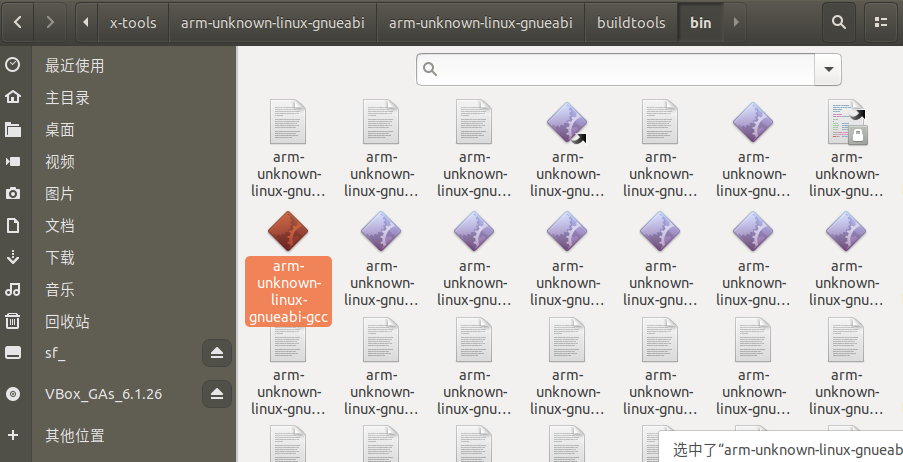 x-tools
arm-unknown-linux-gnueabi
arm-unknown-linux-gnueabi
buildtools
bin
最近使用
主目录
桌面
视频
图片
文档
下载
音乐
回收站
sf_
VBox_GAs_6.1.26
其他位置
arm-
unknown-
linux-gnu…
arm-
unknown-
linux-gnu…
arm-
unknown-
linux-gnu…
arm-
unknown-
linux-gnu…
arm-
unknown-
linux-gnu…
arm-
unknown-
linux-gnu…
arm-
unknown-
linux-gnu…
arm-
unknown-
linux-
gnueabi-gcc
arm-
unknown-
linux-gnu…
arm-
unknown-
linux-gnu…
arm-
unknown-
linux-gnu…
arm-
unknown-
linux-gnu…
arm-
unknown-
linux-gnu…
arm-
unknown-
linux-gnu…
arm-
unknown-
linux-gnu…
arm-
unknown-
linux-gnu…
arm-
unknown-
linux-gnu…
arm-
unknown-
linux-gnu…
arm-
unknown-
linux-gnu…
arm-
unknown-
linux-gnu…
arm-
unknown-
linux-gnu…
选中了“arm-unknown-linux-gnueab